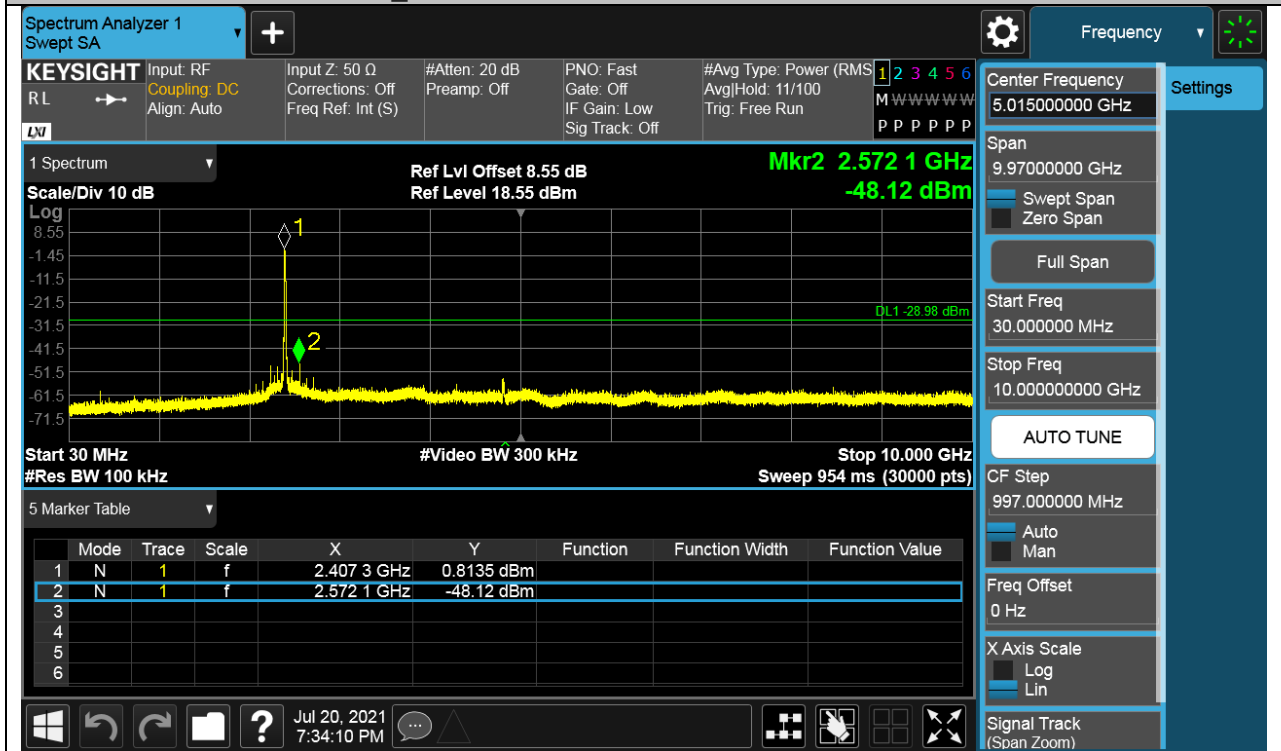 Spectrum Analyzer 1
Swept SA
+
Frequency
KEYSIGHT
RL
LXI
Input: RF
Coupling: DC
Align: Auto
Input Z: 50 Ω
Corrections: Off
Freq Ref: Int (S)
#Atten: 20 dB
Preamp: Off
PNO: Fast
Gate: Off
IF Gain: Low
Sig Track: Off
#Avg Type: Power (RMS
Avg|Hold: 11/100
Trig: Free Run
1 2 3 4 5 6
M W W W W W
P P P P P P
1 Spectrum
Scale/Div 10 dB
Ref Lvl Offset 8.55 dB
Ref Level 18.55 dBm
Mkr2 2.572 1 GHz
-48.12 dBm
Log
8.55
-1.45
-11.5
-21.5
-31.5
-41.5
-51.5
-61.5
-71.5
1
2
DL1 -28.98 dBm
Start 30 MHz
#Video BW 300 kHz
Stop 10.000 GHz
#Res BW 100 kHz
Sweep 954 ms (30000 pts)
5 Marker Table
Mode Trace Scale X Y Function Function Width Function Value
1 N 1 f 2.407 3 GHz 0.8135 dBm
2 N 1 f 2.572 1 GHz -48.12 dBm
3
4
5
6
?
Jul 20, 2021
7:34:10 PM
Center Frequency
5.015000000 GHz
Settings
Span
9.97000000 GHz
Swept Span
Zero Span
Full Span
Start Freq
30.000000 MHz
Stop Freq
10.000000000 GHz
AUTO TUNE
CF Step
997.000000 MHz
Auto
Man
Freq Offset
0 Hz
X Axis Scale
Log
Lin
Signal Track
(Span Zoom)